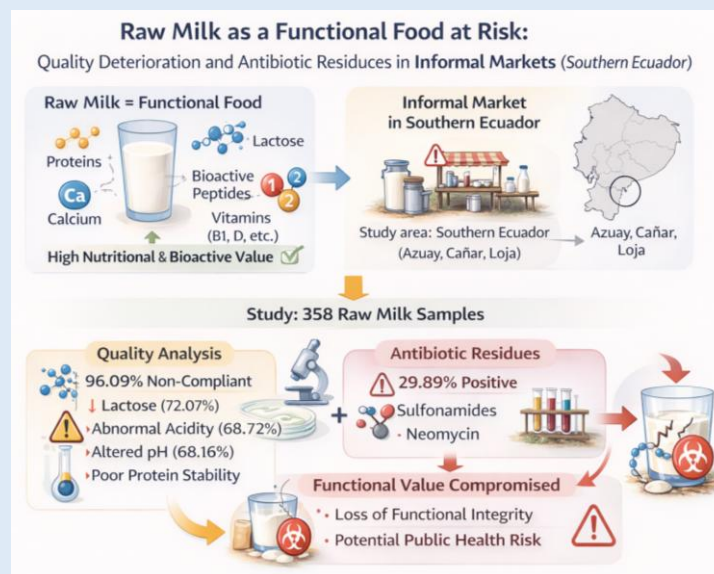 Raw Milk as a Functional Food at Risk:
Quality Deterioration and Antibiotic Residuces in Informal Markets (Southern Ecuador)
Raw Milk = Functional Food
Proteins
Lactose
Ca
Calcium
Bioactive
Peptides
1
2
2
Vitamins
(B1, D, etc.)
High Nutritional & Bioactive Value
Informal Market
in Southern Ecuador
Study area: Southern Ecuador
(Azuay, Cañar, Loja)
Azuay, Cañar,
Loja
Study: 358 Raw Milk Samples
Quality Analysis
96.09% Non-Compliant
↓ Lactose (72.07%)
Abnormal Acidity (68.72%)
Altered pH (68.16%)
Poor Protein Stability
+
Antibiotic Residues
29.89% Positive
Sulfonamides
• Neomycin
Functional Value Compromised
• Loss of Functional Integrity
• Potential Public Health Risk